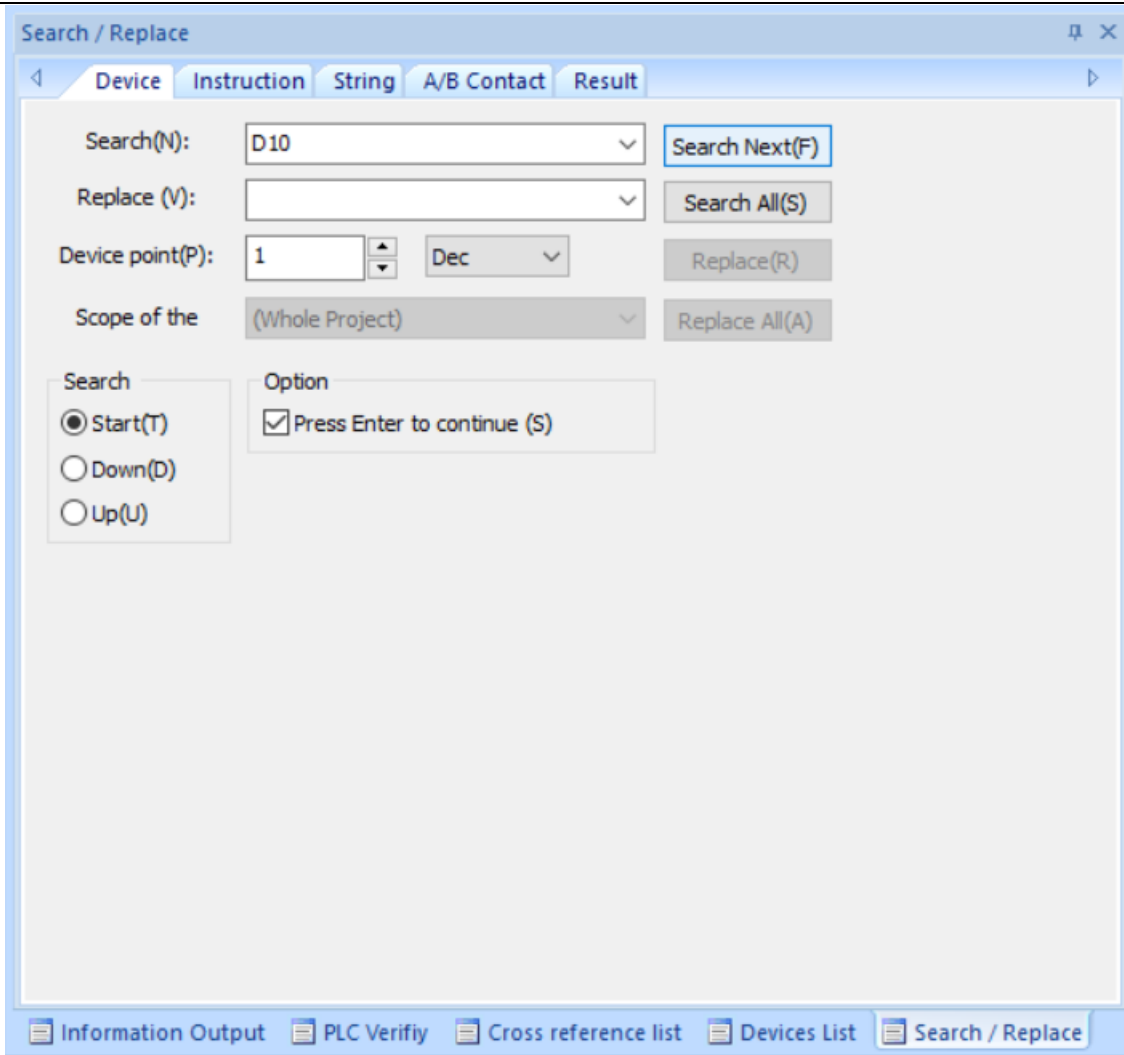 Search / Replace
Device Instruction String A/B Contact Result
Search(N): D10 Search Next(F)
Replace (V): Search All(S)
Device point(P): 1 Dec Replace(R)
Scope of the (Whole Project) Replace All(A)
Search Option
Start(T) Press Enter to continue (S)
Down(D)
Up(U)
Information Output PLC Verifiy Cross reference list Devices List Search / Replace